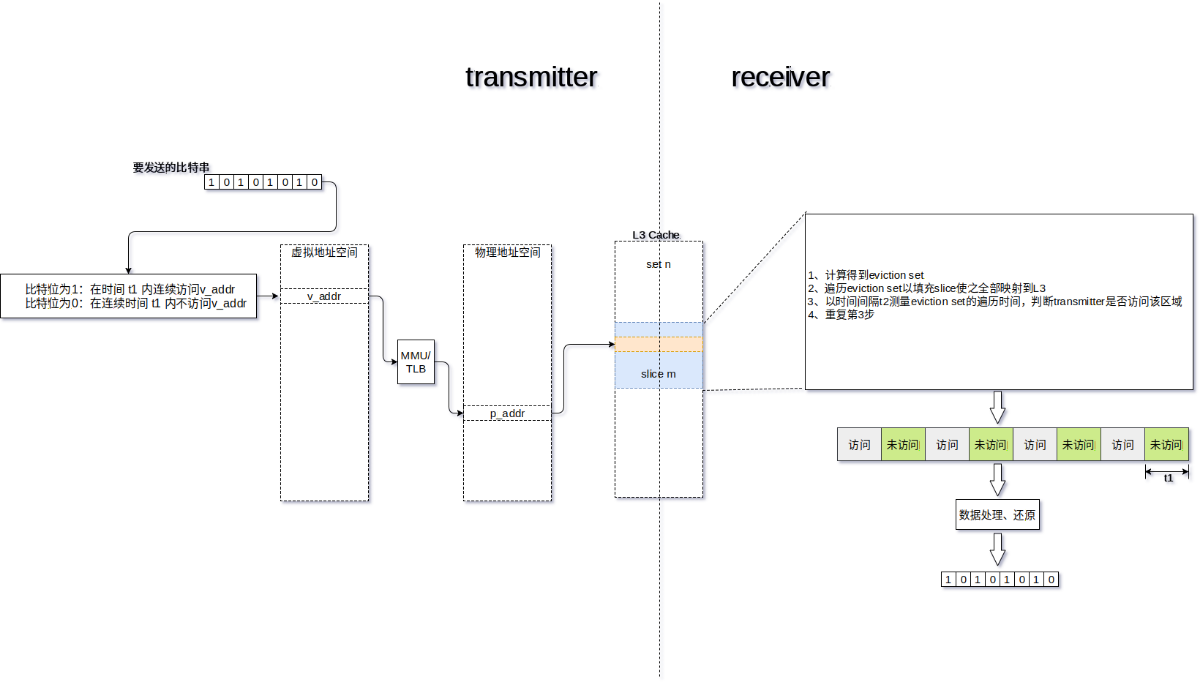 transmitter
receiver
要发送的比特串
1 0 1 0 1 0 1 0
比特位为1：在时间 t1 内连续访问v_addr
比特位为0：在连续时间 t1 内不访问v_addr
虚拟地址空间
v_addr
MMU/
TLB
物理地址空间
p_addr
L3 Cache
set n
slice m
1、计算得到eviction set
2、遍历eviction set以填充slice使之全部映射到L3
3、以时间间隔t2测量eviction set的遍历时间，判断transmitter是否访问该区域
4、重复第3步
访问 未访问 访问 未访问 访问 未访问 访问 未访问
t1
数据处理、还原
1 0 1 0 1 0 1 0